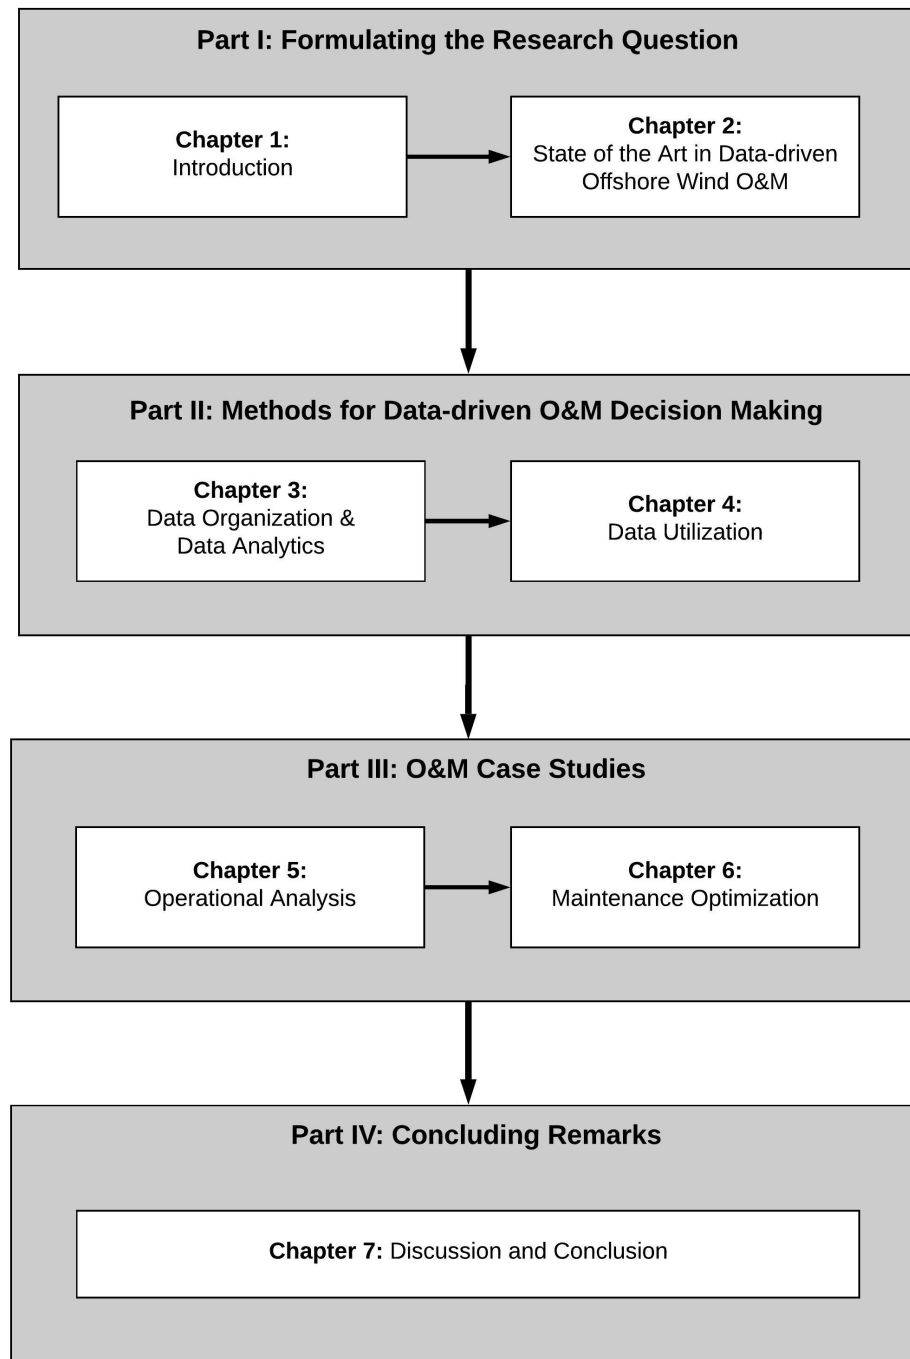 Part I: Formulating the Research Question
Chapter 1:
Introduction
Chapter 2:
State of the Art in Data-driven
Offshore Wind O&M
Part II: Methods for Data-driven O&M Decision Making
Chapter 3:
Data Organization &
Data Analytics
Chapter 4:
Data Utilization
Part III: O&M Case Studies
Chapter 5:
Operational Analysis
Chapter 6:
Maintenance Optimization
Part IV: Concluding Remarks
Chapter 7: Discussion and Conclusion